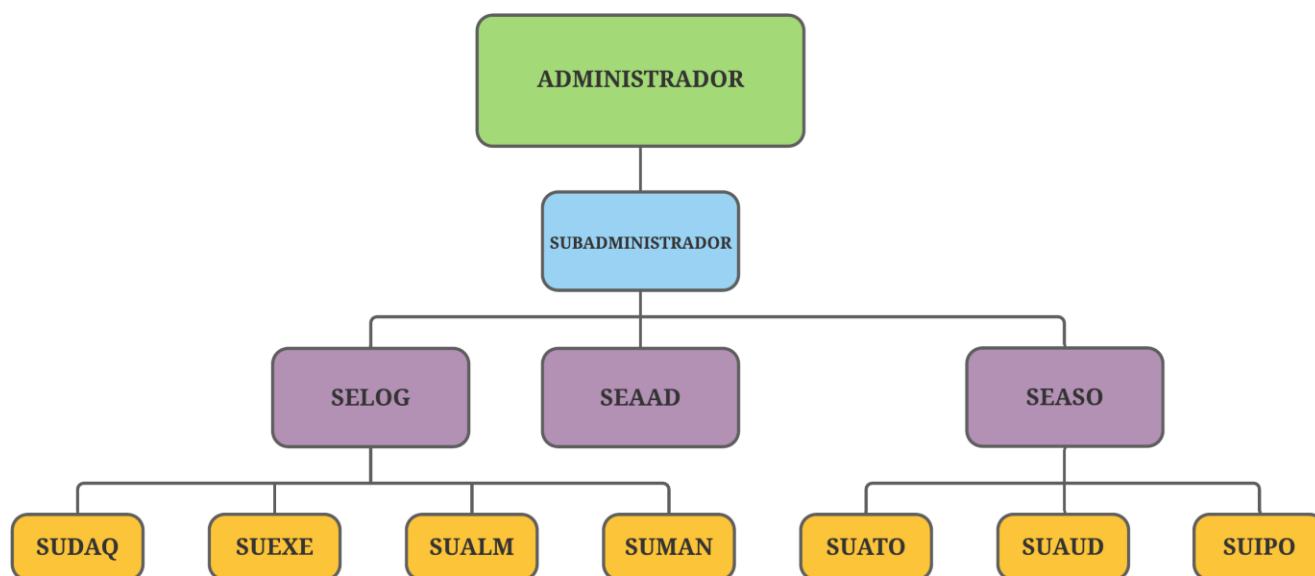 ADMINISTRADOR
SUBADMINISTRADOR
SELOG
SEAAD
SEASO
SUDAQ
SUEXE
SUALM
SUMAN
SUATO
SUAUD
SUIPO